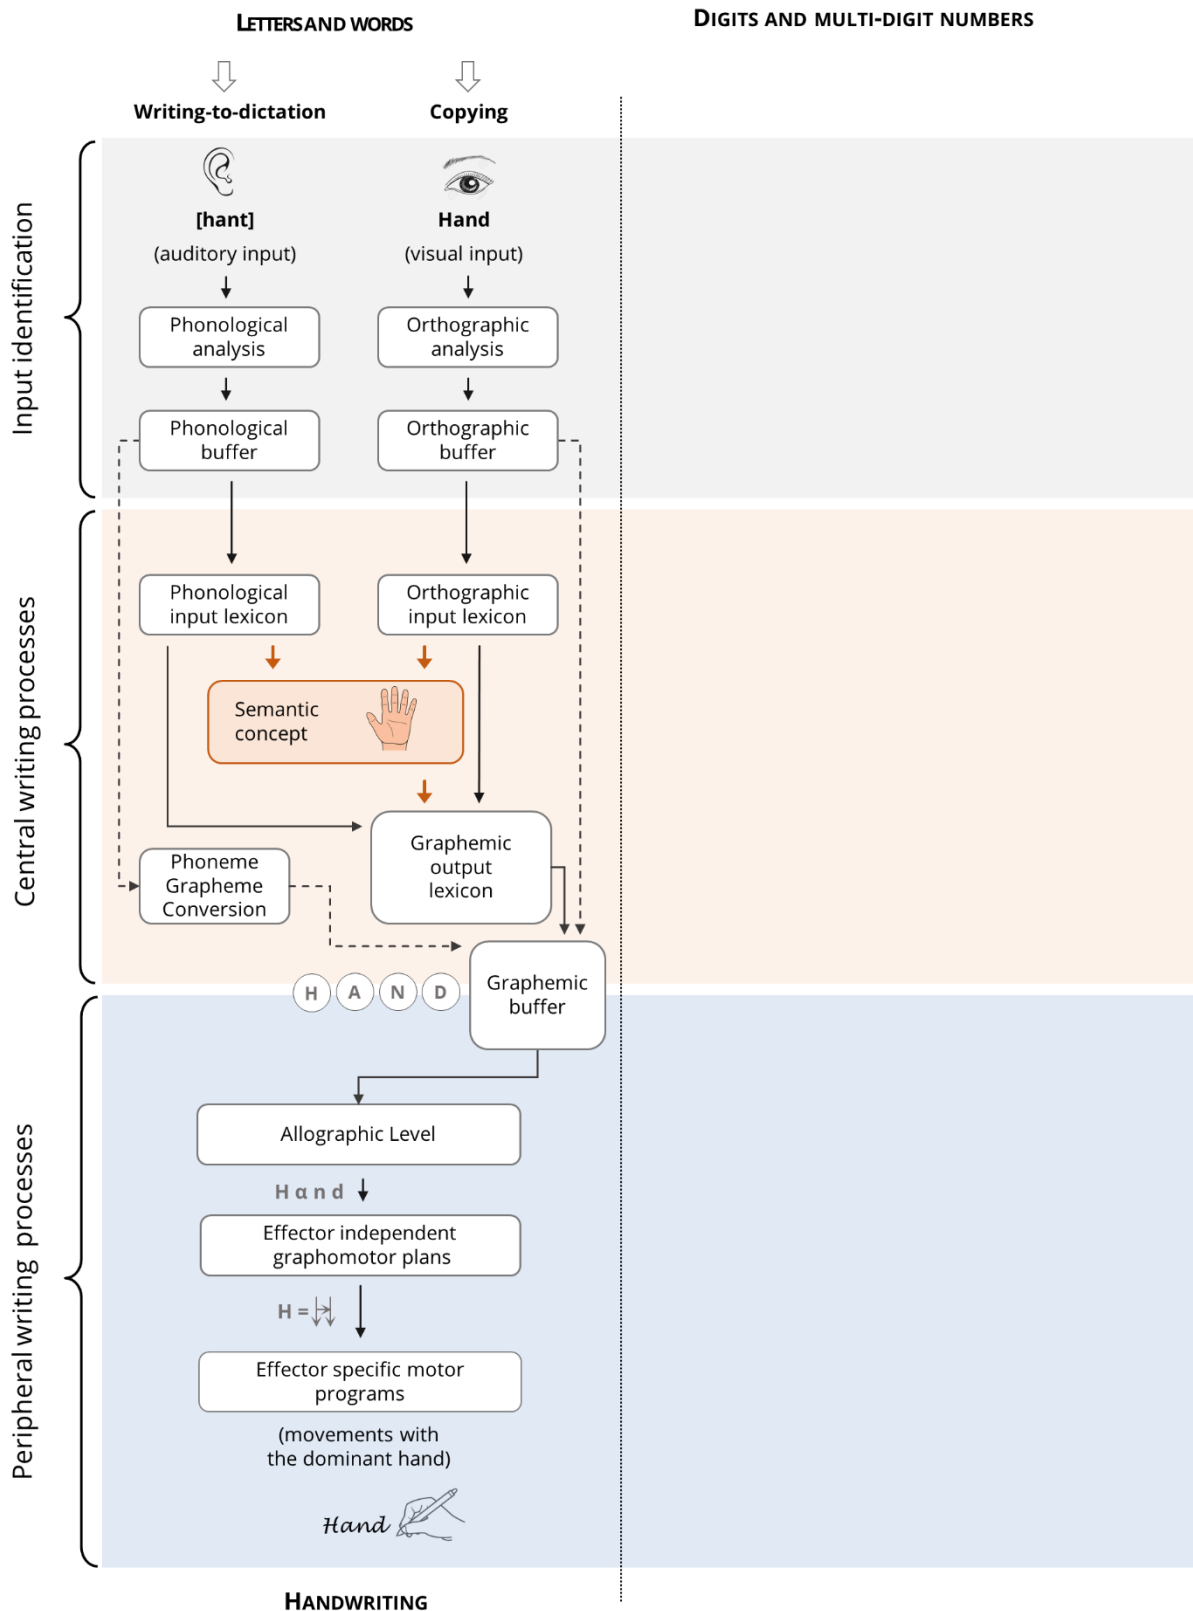 LETTERS AND WORDS
DIGITS AND MULTI-DIGIT NUMBERS
Writing-to-dictation
Copying
Input identification
[hant]
(auditory input)
Hand
(visual input)
Phonological
analysis
Orthographic
analysis
Phonological
buffer
Orthographic
buffer
Central writing processes
Phonological
input lexicon
Orthographic
input lexicon
Semantic
concept
Graphemic
output
lexicon
Phoneme
Grapheme
Conversion
H A N D
Graphemic
buffer
Peripheral writing processes
Allographic Level
H ɑ n d
Effector independent
graphomotor plans
H =
Effector specific motor
programs
(movements with
the dominant hand)
Hand
HANDWRITING